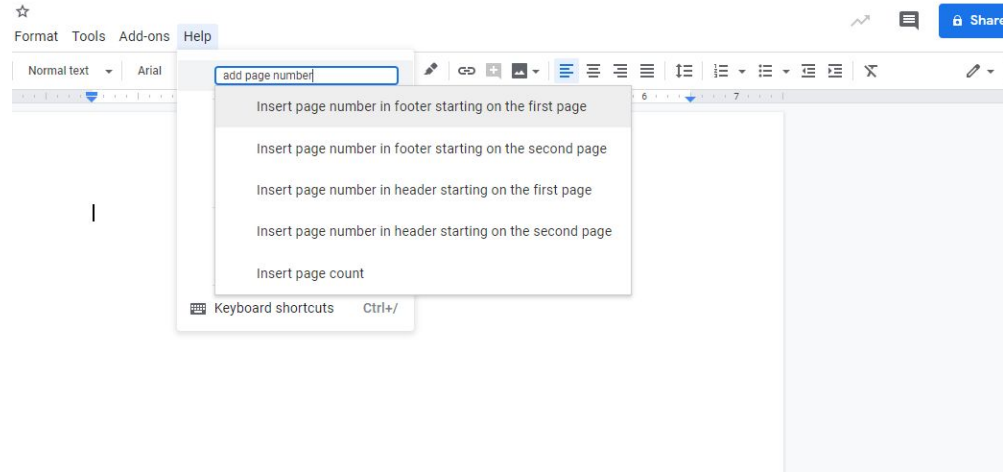 Format Tools Add-ons Help
Share
Normal text Arial
add page number
6 7
Insert page number in footer starting on the first page
Insert page number in footer starting on the second page
Insert page number in header starting on the first page
Insert page number in header starting on the second page
Insert page count
Keyboard shortcuts Ctrl+/